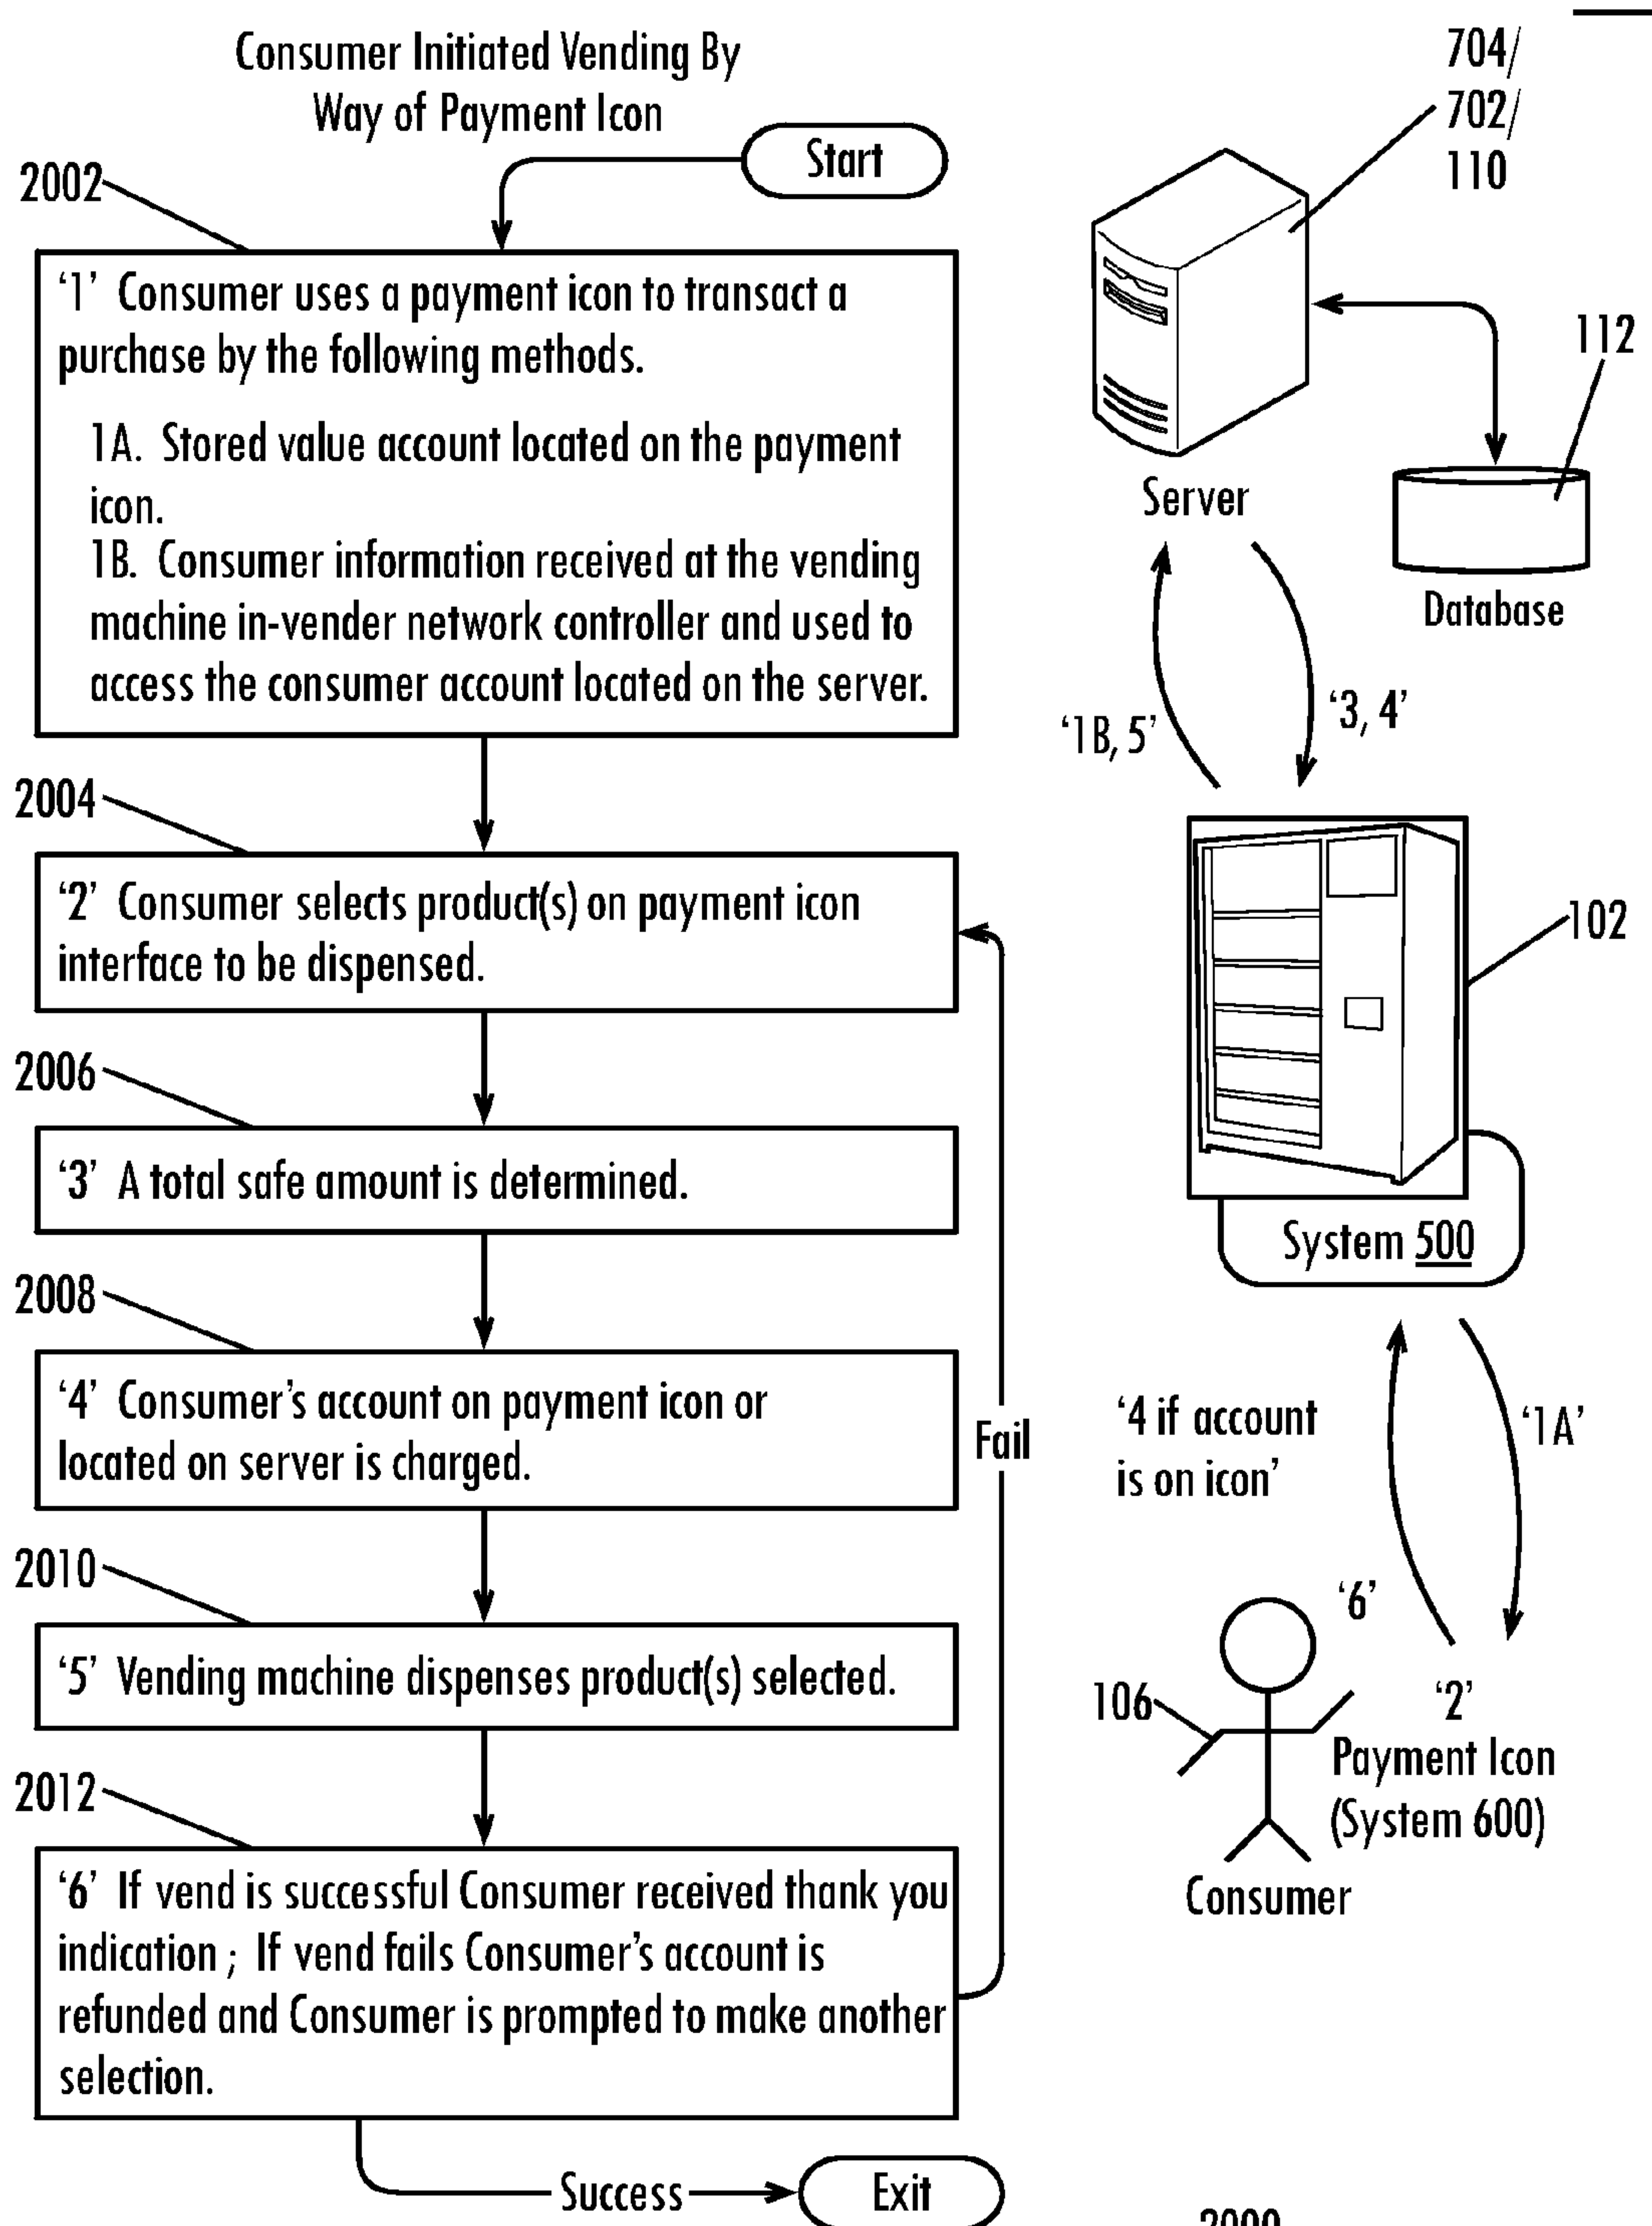 Consumer Initiated Vending By
Way of Payment Icon
Start
2002
‘1’ Consumer uses a payment icon to transact a
purchase by the following methods.
1A. Stored value account located on the payment
icon.
1B. Consumer information received at the vending
machine in-vender network controller and used to
access the consumer account located on the server.
2004
‘2’ Consumer selects product(s) on payment icon
interface to be dispensed.
2006
‘3’ A total safe amount is determined.
2008
‘4’ Consumer’s account on payment icon or
located on server is charged.
Fail
2010
‘5’ Vending machine dispenses product(s) selected.
2012
‘6’ If vend is successful Consumer received thank you
indication ; If vend fails Consumer’s account is
refunded and Consumer is prompted to make another
selection.
Success
Exit
704/
702/
110
112
Server
Database
‘1B, 5’
‘3, 4’
102
System 500
‘4 if account
is on icon’
‘1A’
‘6’
106
‘2’
Payment Icon
(System 600)
Consumer